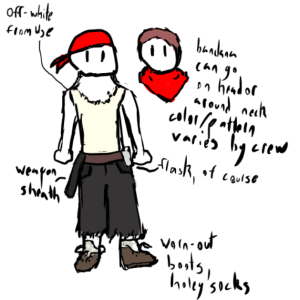 off-white
from use
bandana
can go
on head or
around neck
color/pattern
varies by crew
weapon
sheath
flask, of course
worn-out
boots,
holey socks